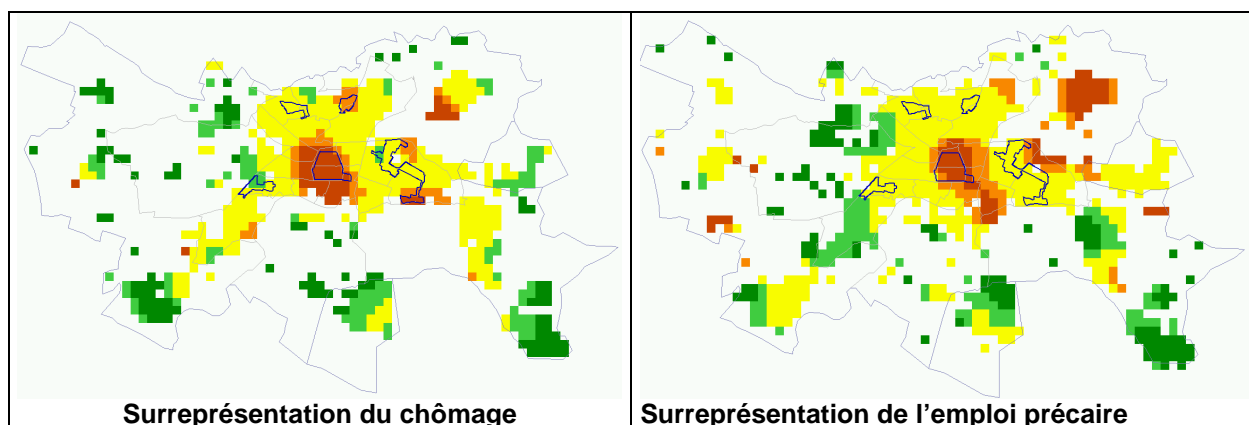 Surreprésentation du chômage
Surreprésentation de l’emploi précaire